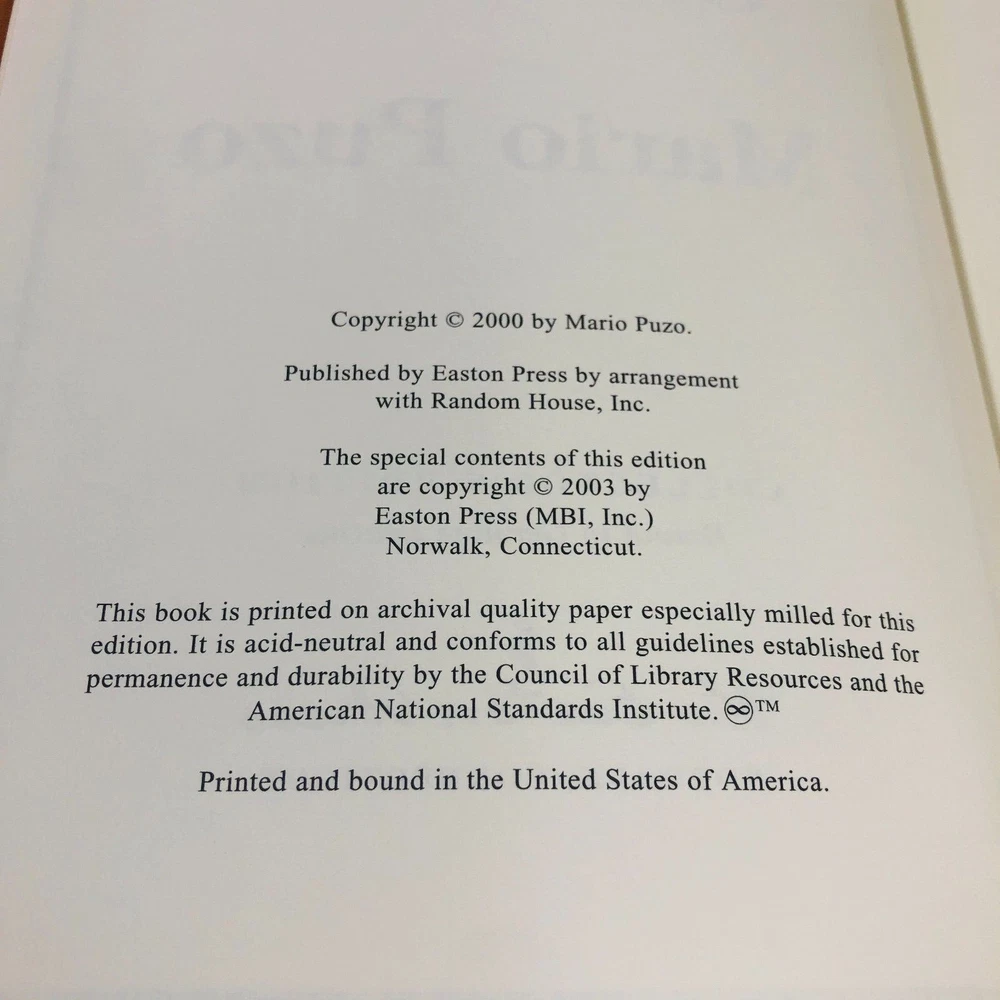 Mario Puzo
Copyright © 2000 by Mario Puzo.
Published by Easton Press by arrangement
with Random House, Inc.
The special contents of this edition
are copyright © 2003 by
Easton Press (MBI, Inc.)
Norwalk, Connecticut.
This book is printed on archival quality paper especially milled for this
edition. It is acid-neutral and conforms to all guidelines established for
permanence and durability by the Council of Library Resources and the
American National Standards Institute. ♾™
Printed and bound in the United States of America.